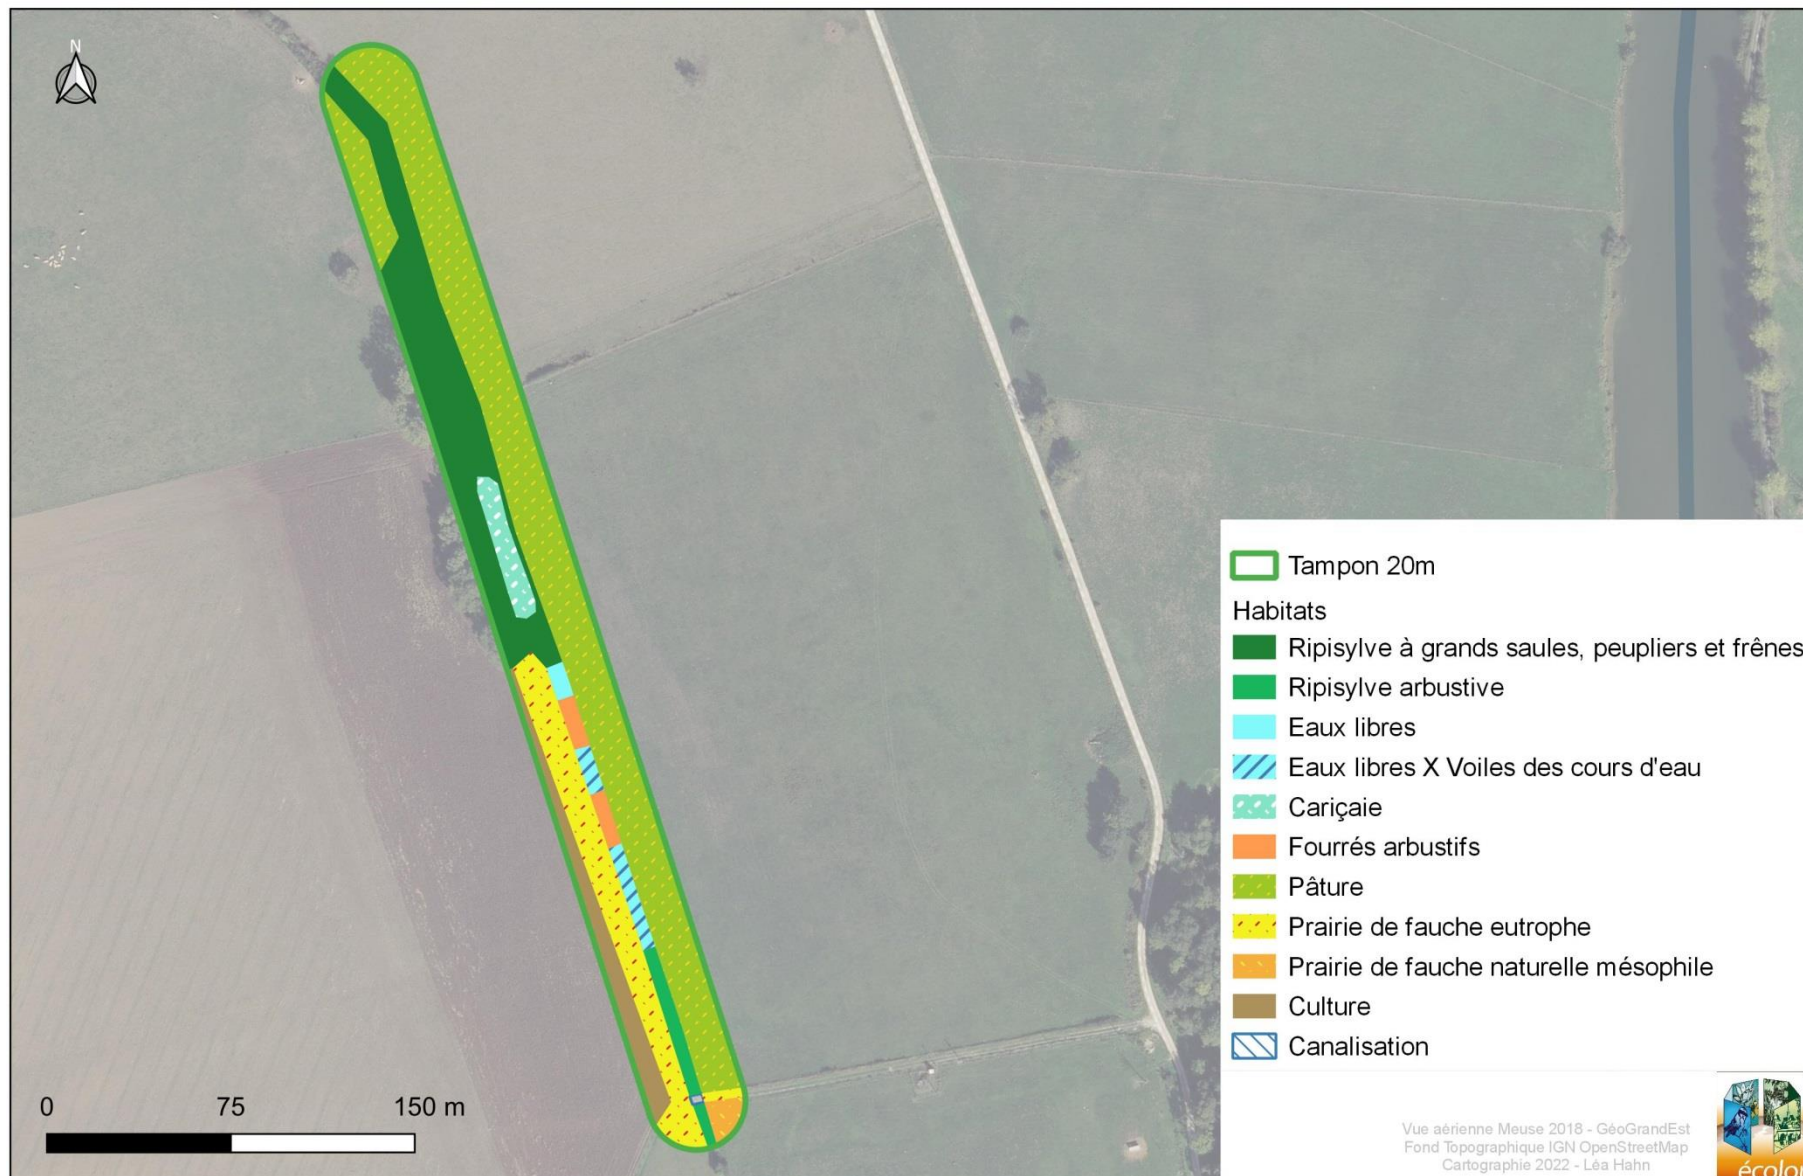 N
Tampon 20m
Habitats
Ripisylve à grands saules, peupliers et frênes
Ripisylve arbustive
Eaux libres
Eaux libres X Voiles des cours d'eau
Cariçaie
Fourrés arbustifs
Pâture
Prairie de fauche eutrophe
Prairie de fauche naturelle mésophile
Culture
Canalisation
0 75 150 m
Vue aérienne Meuse 2018 - GéoGrandEst
Fond Topographique IGN OpenStreetMap
Cartographie 2022 - Léa Hahn
écolor